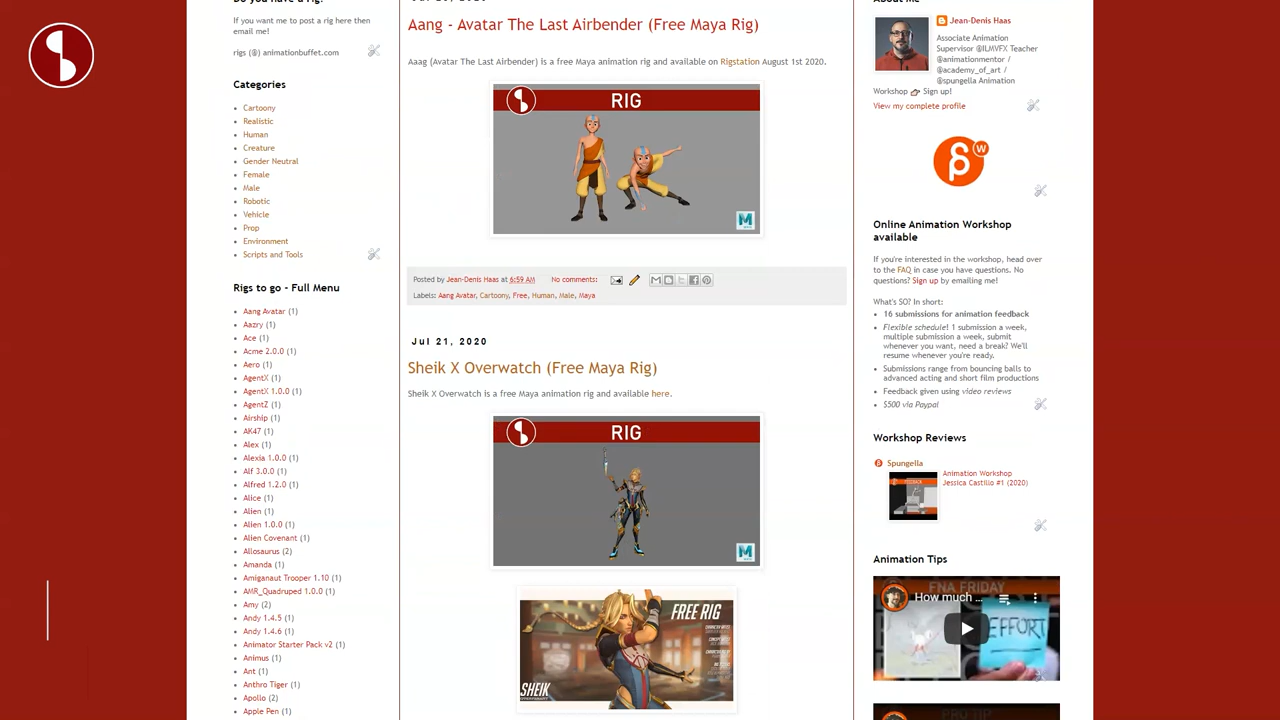 If you want me to post a rig here then
email me!
rigs (@) animationbuffet.com
Categories
Cartoony
Realistic
Human
Creature
Gender Neutral
Female
Male
Robotic
Vehicle
Prop
Environment
Scripts and Tools
Rigs to go - Full Menu
Aang Avatar (1)
Aazry (1)
Ace (1)
Acme 2.0.0 (1)
Aero (1)
AgentX (1)
AgentX 1.0.0 (1)
AgentZ (1)
Airship (1)
AK47 (1)
Alex (1)
Alexia 1.0.0 (1)
Alf 3.0.0 (1)
Alfred 1.2.0 (1)
Alice (1)
Alien (1)
Alien 1.0.0 (1)
Alien Covenant (1)
Allosaurus (2)
Amanda (1)
Amiganaut Trooper 1.10 (1)
AMR_Quadruped 1.0.0 (1)
Amy (2)
Andy 1.4.5 (1)
Andy 1.4.6 (1)
Animator Starter Pack v2 (1)
Animus (1)
Ant (1)
Anthro Tiger (1)
Apollo (2)
Apple Pen (1)
Aang - Avatar The Last Airbender (Free Maya Rig)
Aaag (Avatar The Last Airbender) is a free Maya animation rig and available on Rigstation August 1st 2020.
RIG
M
Posted by Jean-Denis Haas at 6:59 AM No comments:
Labels: Aang Avatar, Cartoony, Free, Human, Male, Maya
Jul 21, 2020
Sheik X Overwatch (Free Maya Rig)
Sheik X Overwatch is a free Maya animation rig and available here.
RIG
M
FREE RIG
SHEIK
Jean-Denis Haas
Associate Animation
Supervisor @ILMVFX Teacher
@animationmentor /
@academy_of_art /
@spungella Animation
Workshop Sign up!
View my complete profile
W
Online Animation Workshop
available
If you're interested in the workshop, head over
to the FAQ in case you have questions. No
questions? Sign up by emailing me!
What's SO? In short:
16 submissions for animation feedback
Flexible schedule! 1 submission a week,
multiple submission a week, submit
whenever you want, need a break? We'll
resume whenever you're ready.
Submissions range from bouncing balls to
advanced acting and short film productions
Feedback given using video reviews
$500 via Paypal
Workshop Reviews
Spungella
Animation Workshop
Jessica Castillo #1 (2020)
Animation Tips
FNA FRIDAY
How much ...
EFFORT